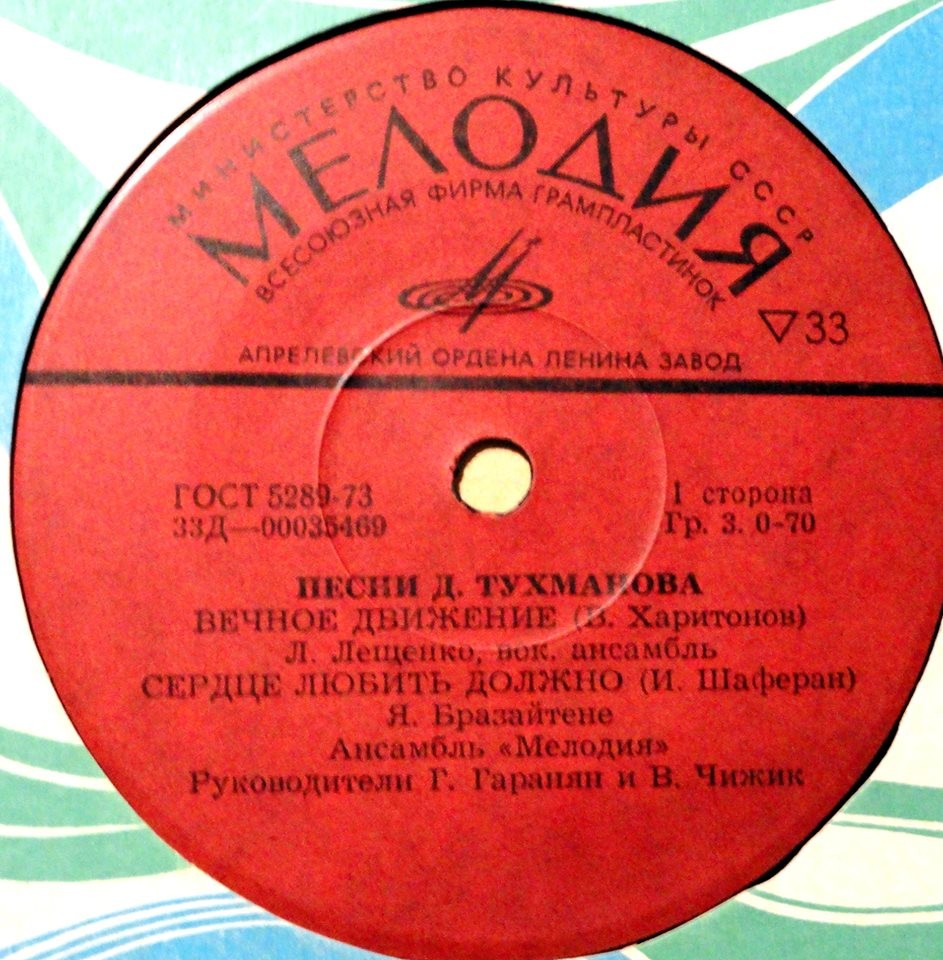 МИНИСТЕРСТВО КУЛЬТУРЫ СССР
МЕЛОДИЯ
ВСЕСОЮЗНАЯ ФИРМА ГРАМПЛАСТИНОК
▽33
АПРЕЛЕВСКИЙ ОРДЕНА ЛЕНИНА ЗАВОД
ГОСТ 5289-73
1 сторона
33Д—00035469
Гр. 3. 0-70
ПЕСНИ Д. ТУХМАНОВА
ВЕЧНОЕ ДВИЖЕНИЕ (В. Харитонов)
Л. Лещенко, вок. ансамбль
СЕРДЦЕ ЛЮБИТЬ ДОЛЖНО (И. Шаферан)
Я. Бразайтене
Ансамбль «Мелодия»
Руководители Г. Гаранян и В. Чижик